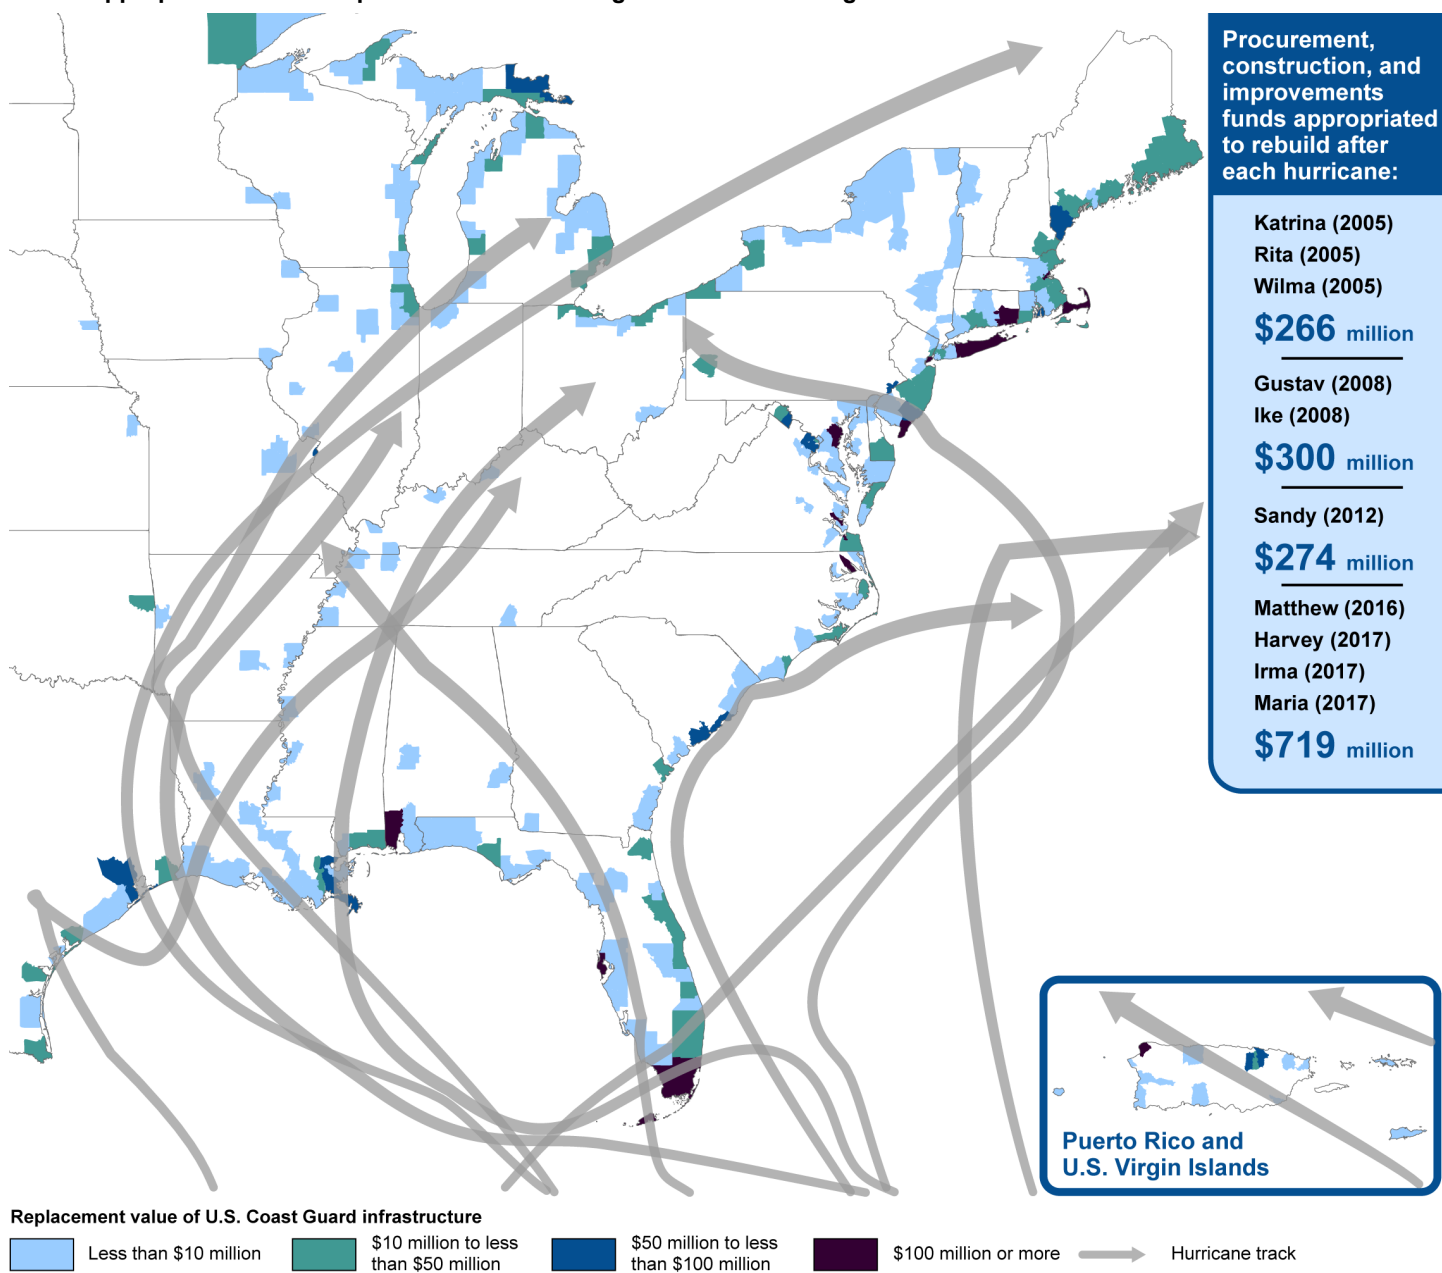 Procurement,
construction, and
improvements
funds appropriated
to rebuild after
each hurricane:
Katrina (2005)
Rita (2005)
Wilma (2005)
$266 million
Gustav (2008)
Ike (2008)
$300 million
Sandy (2012)
$274 million
Matthew (2016)
Harvey (2017)
Irma (2017)
Maria (2017)
$719 million
Puerto Rico and
U.S. Virgin Islands
Replacement value of U.S. Coast Guard infrastructure
Less than $10 million
$10 million to less
than $50 million
$50 million to less
than $100 million
$100 million or more
Hurricane track